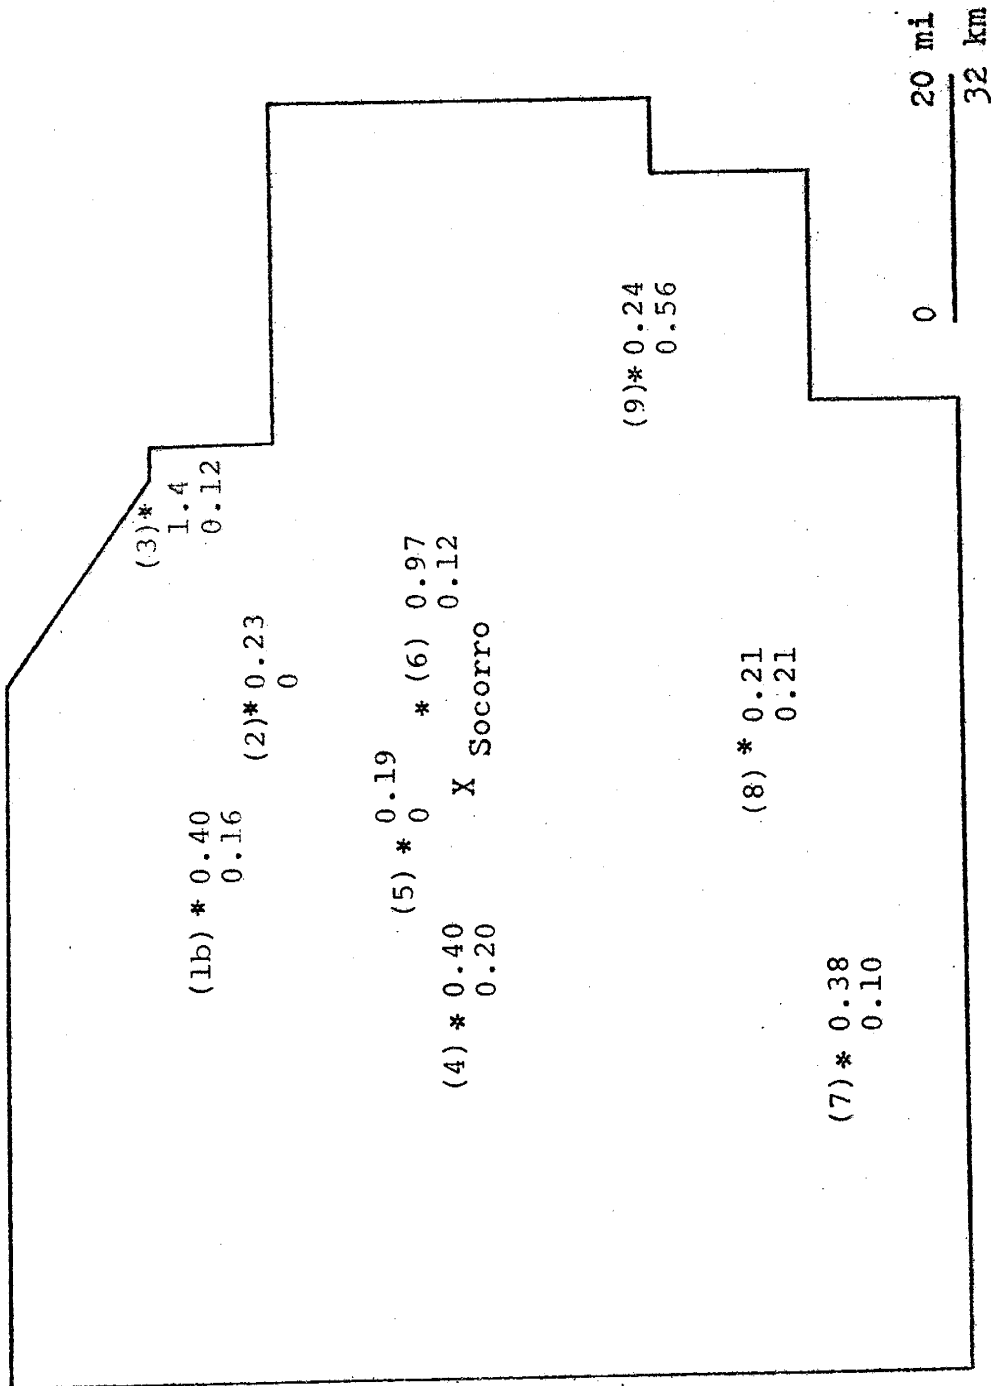 (3)*
1.4
0.12
(1b) * 0.40
0.16
(2)* 0.23
0
(5) * 0.19
0
* (6) 0.97
0.12
X
Socorro
(4) * 0.40
0.20
(9)* 0.24
0.56
(8) * 0.21
0.21
(7) * 0.38
0.10
0 20 mi
32 km